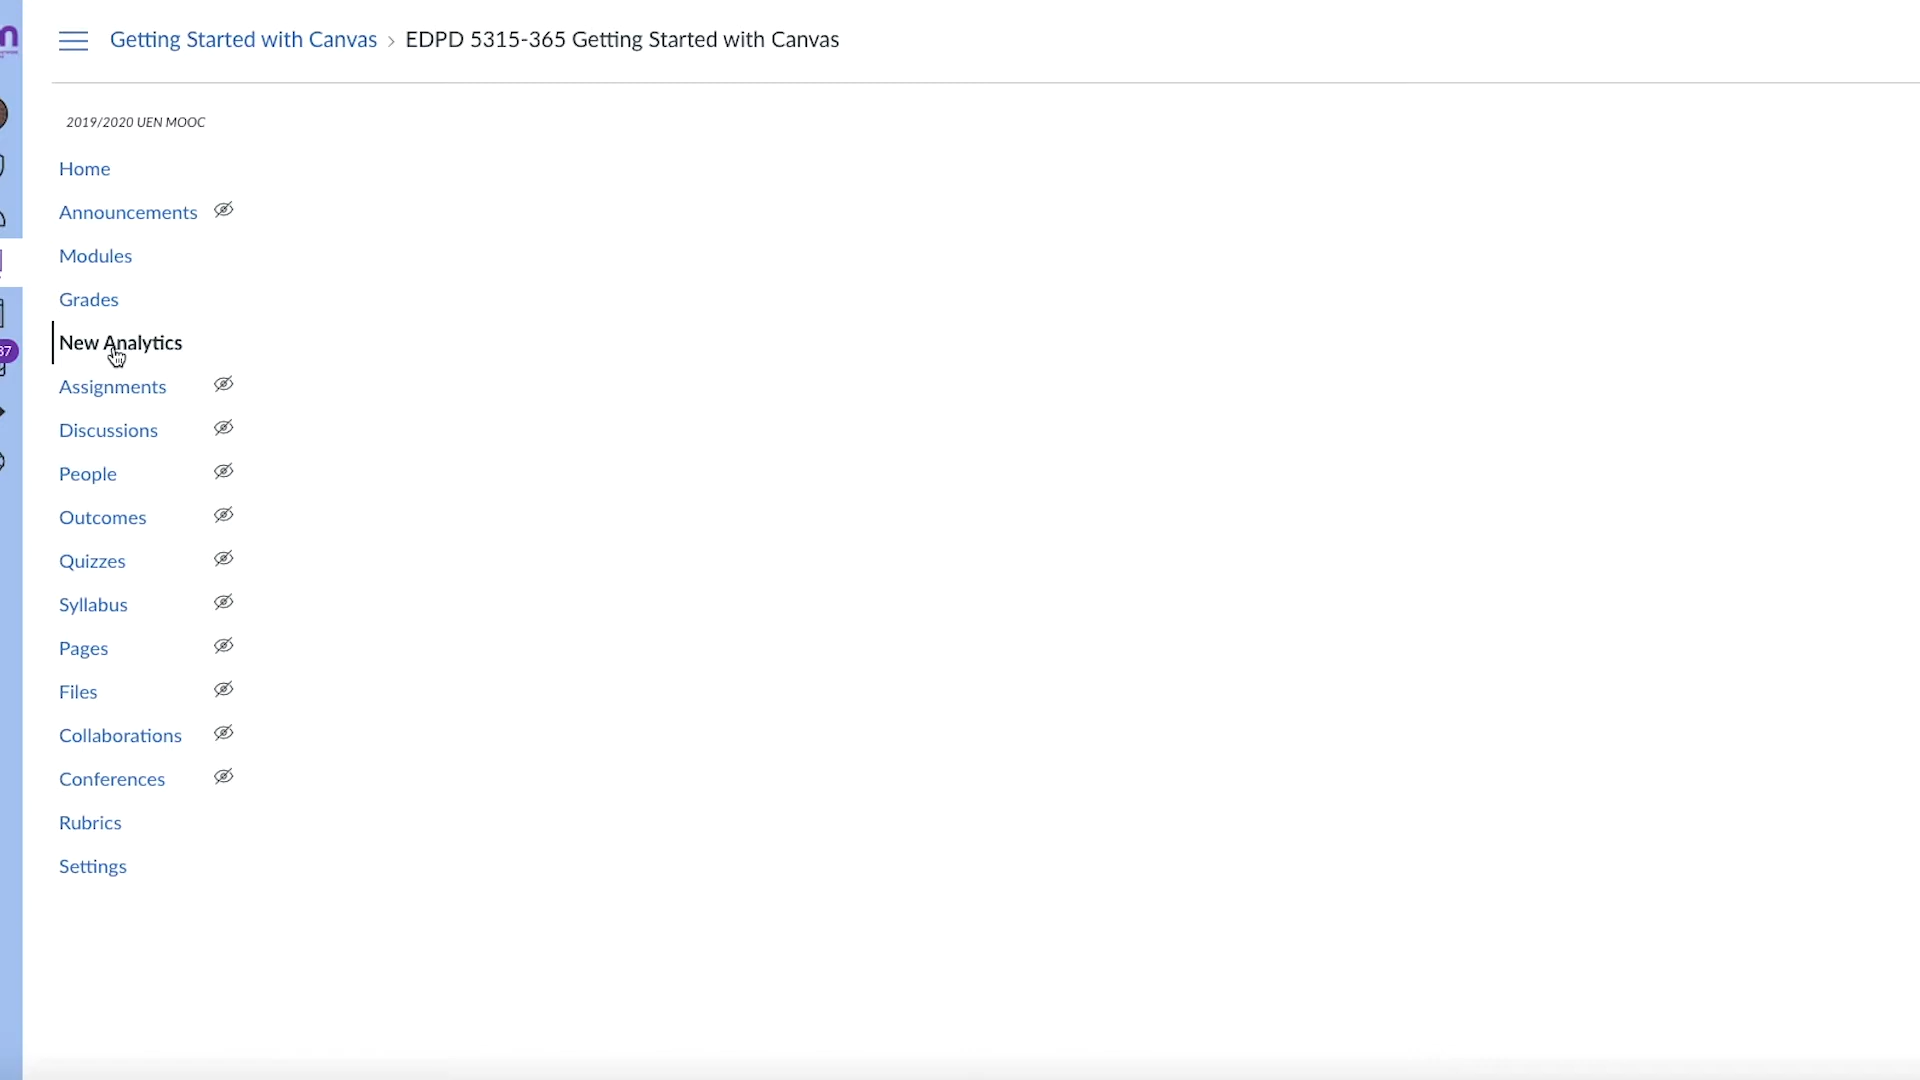 Getting Started with Canvas › EDPD 5315-365 Getting Started with Canvas
2019/2020 UEN MOOC
Home
Announcements
Modules
Grades
New Analytics
37
Assignments
Discussions
People
Outcomes
Quizzes
Syllabus
Pages
Files
Collaborations
Conferences
Rubrics
Settings